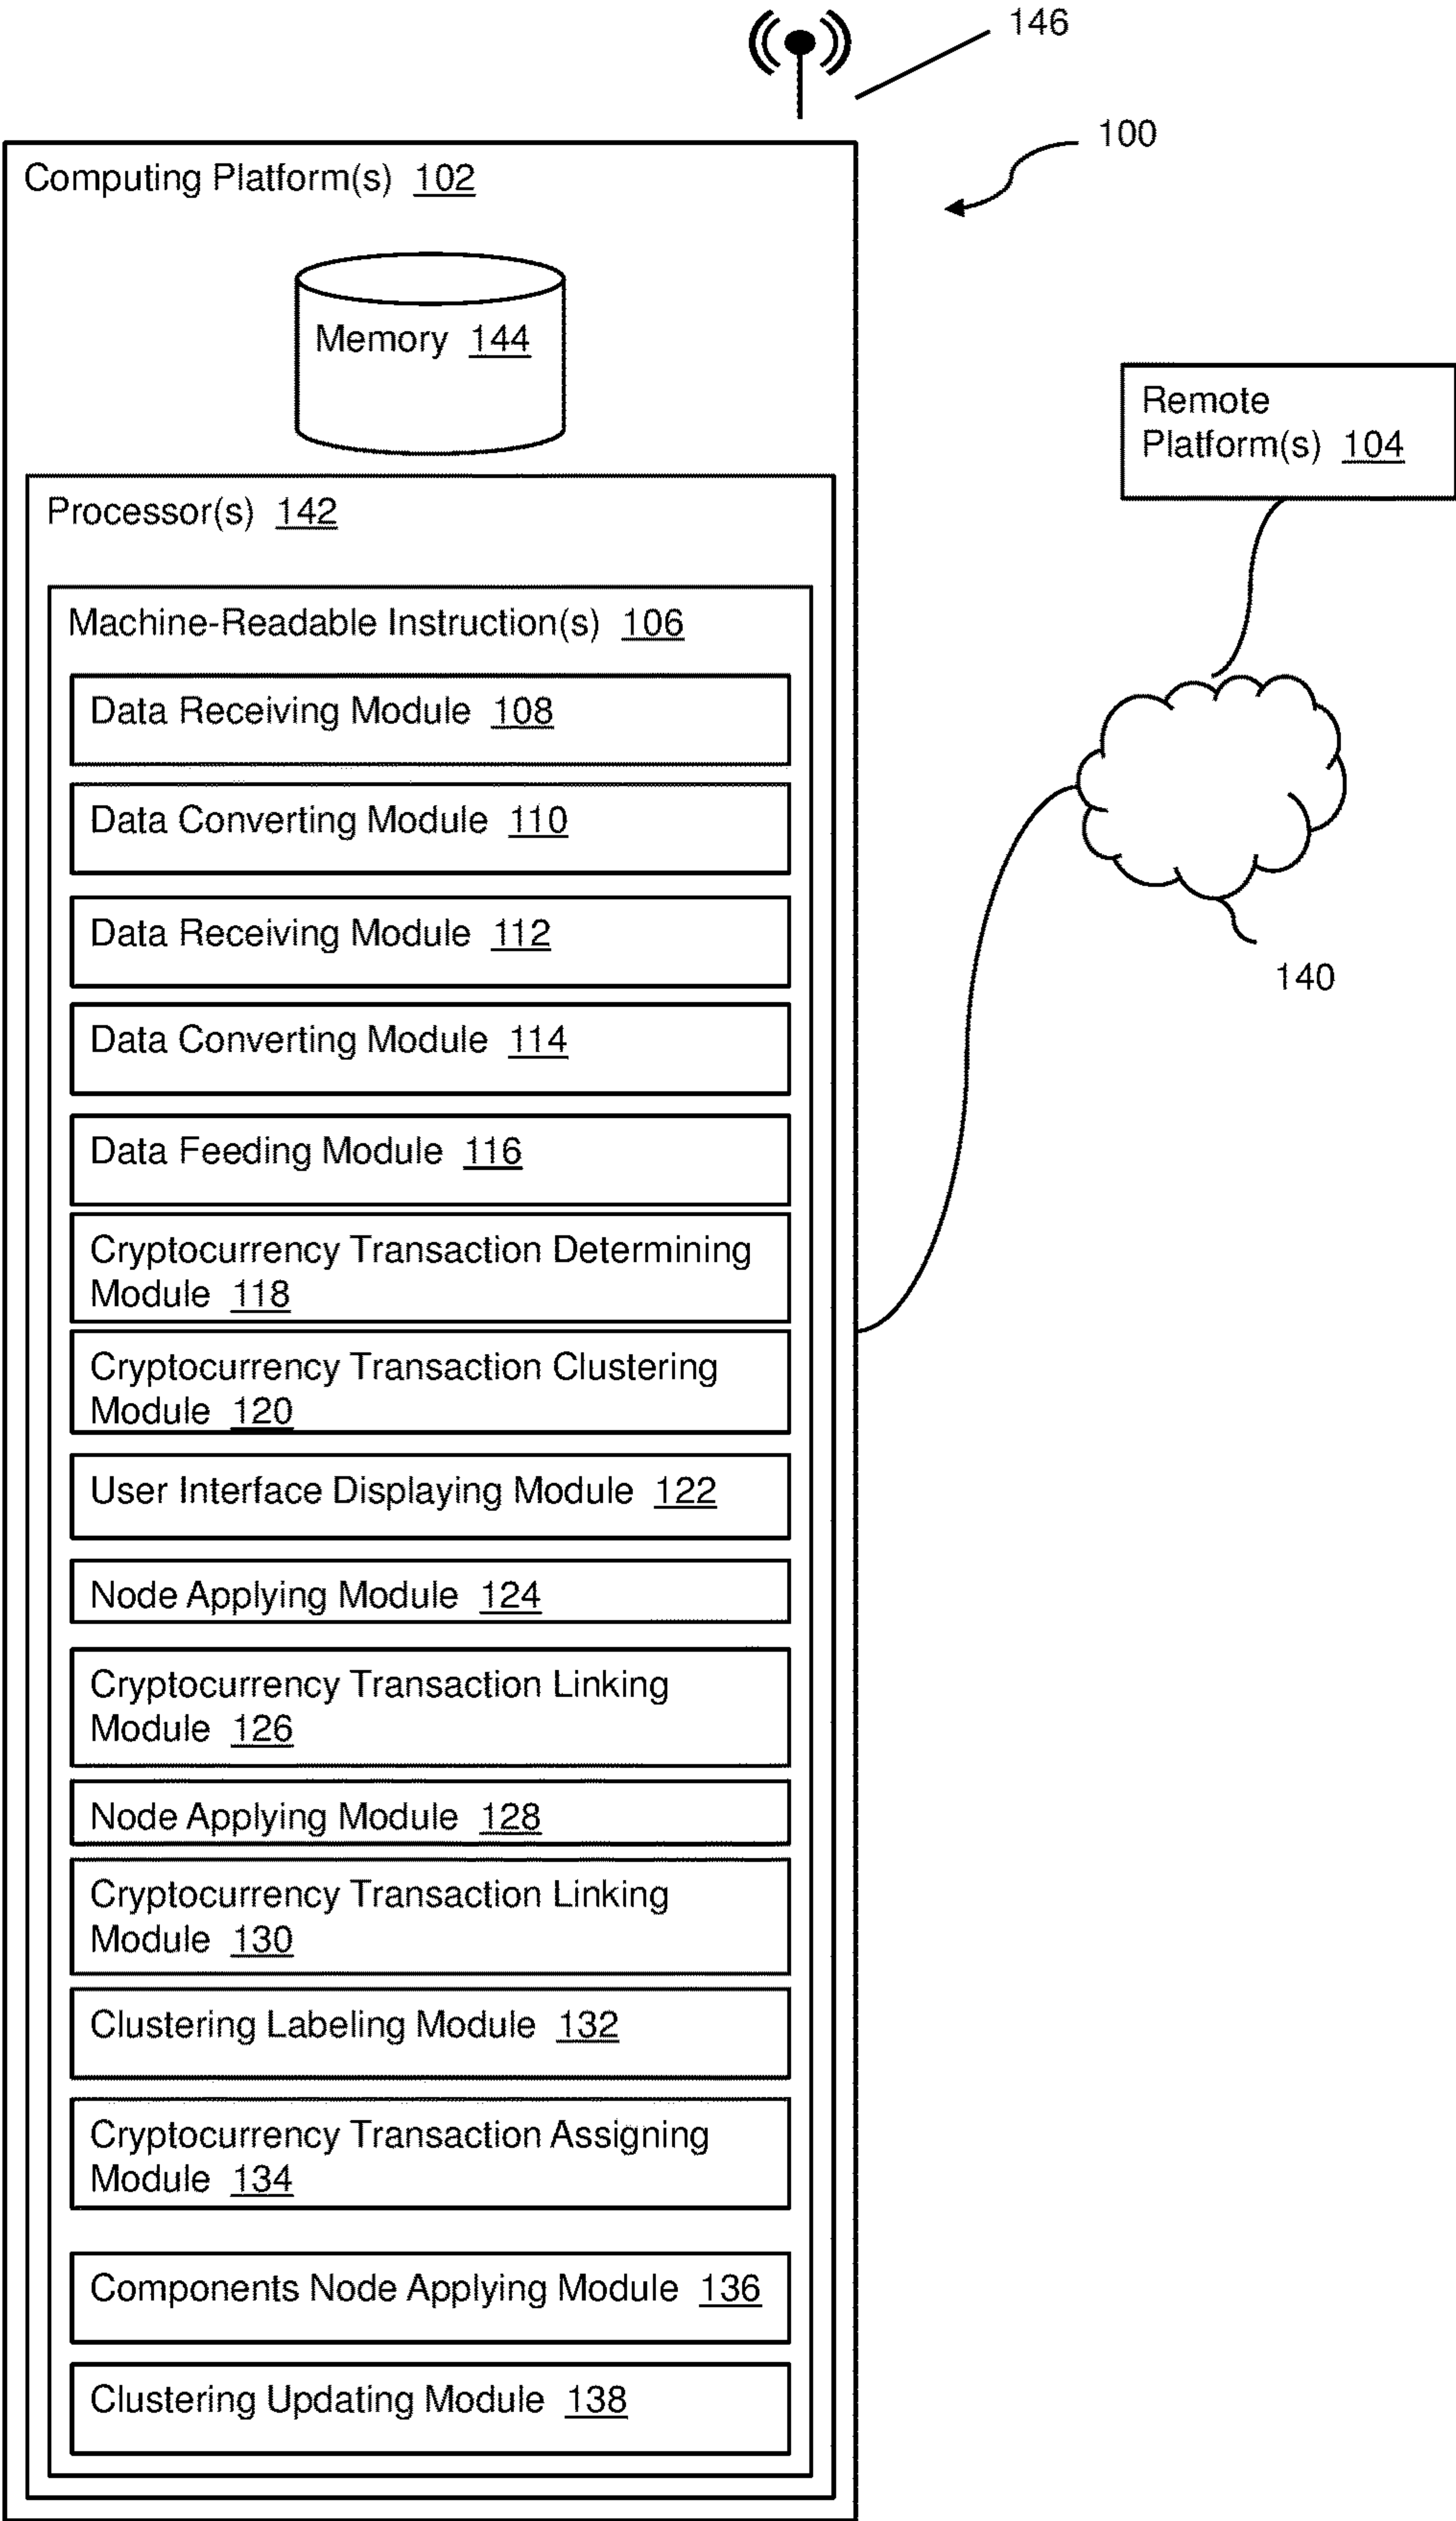 146
100
Computing Platform(s) 102
Memory 144
Remote
Platform(s) 104
Processor(s) 142
Machine-Readable Instruction(s) 106
Data Receiving Module 108
Data Converting Module 110
Data Receiving Module 112
140
Data Converting Module 114
Data Feeding Module 116
Cryptocurrency Transaction Determining
Module 118
Cryptocurrency Transaction Clustering
Module 120
User Interface Displaying Module 122
Node Applying Module 124
Cryptocurrency Transaction Linking
Module 126
Node Applying Module 128
Cryptocurrency Transaction Linking
Module 130
Clustering Labeling Module 132
Cryptocurrency Transaction Assigning
Module 134
Components Node Applying Module 136
Clustering Updating Module 138